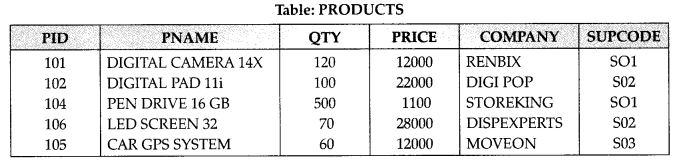 Table: PRODUCTS
PID PNAME QTY PRICE COMPANY SUPCODE
101 DIGITAL CAMERA 14X 120 12000 RENBIX SO1
102 DIGITAL PAD 11i 100 22000 DIGI POP S02
104 PEN DRIVE 16 GB 500 1100 STOREKING SO1
106 LED SCREEN 32 70 28000 DISPEXPERTS S02
105 CAR GPS SYSTEM 60 12000 MOVEON S03